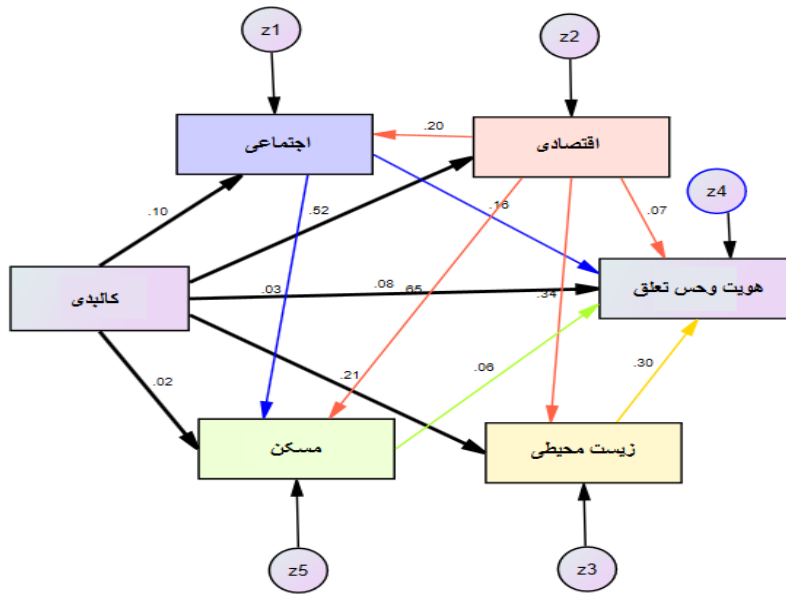 z1
z2
اجتماعی
.20
اقتصادی
z4
.10
.52
.16
.07
کالبدی
.03
.08
.65
.34
هویت وحس تعلق
.02
.21
.06
.30
مسکن
زیست محیطی
z5
z3